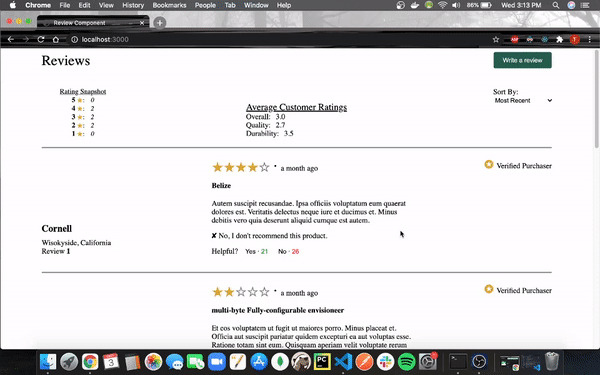 Chrome File Edit View History Bookmarks People Tab Window Help 86% Wed 3:13 PM
Review Component
localhost:3000
Reviews
Write a review
Rating Snapshot
5 ★: 0
4 ★: 2
3 ★: 2
2 ★: 2
1 ★: 0
Average Customer Ratings
Overall: 3.0
Quality: 2.7
Durability: 3.5
Sort By:
Most Recent
★★★★☆ • a month ago
Verified Purchaser
Belize
Autem suscipit recusandae. Ipsa officiis voluptatum eum quaerat
dolores est. Veritatis delectus neque iure et ducimus et. Minus
debitis vero quia deserunt aliquid cumque est autem.
✘ No, I don't recommend this product.
Helpful? Yes · 21 No · 26
Cornell
Wisokyside, California
Review 1
★★☆☆☆ • a month ago
Verified Purchaser
multi-byte Fully-configurable envisioneer
Et eos voluptatem ut fugit ut maiores porro. Minus placeat et.
Officia aut suscipit pariatur quidem excepturi ea aut voluptas esse.
Ratione totam sint eum. Quisquam aperiam velit voluptate rerum